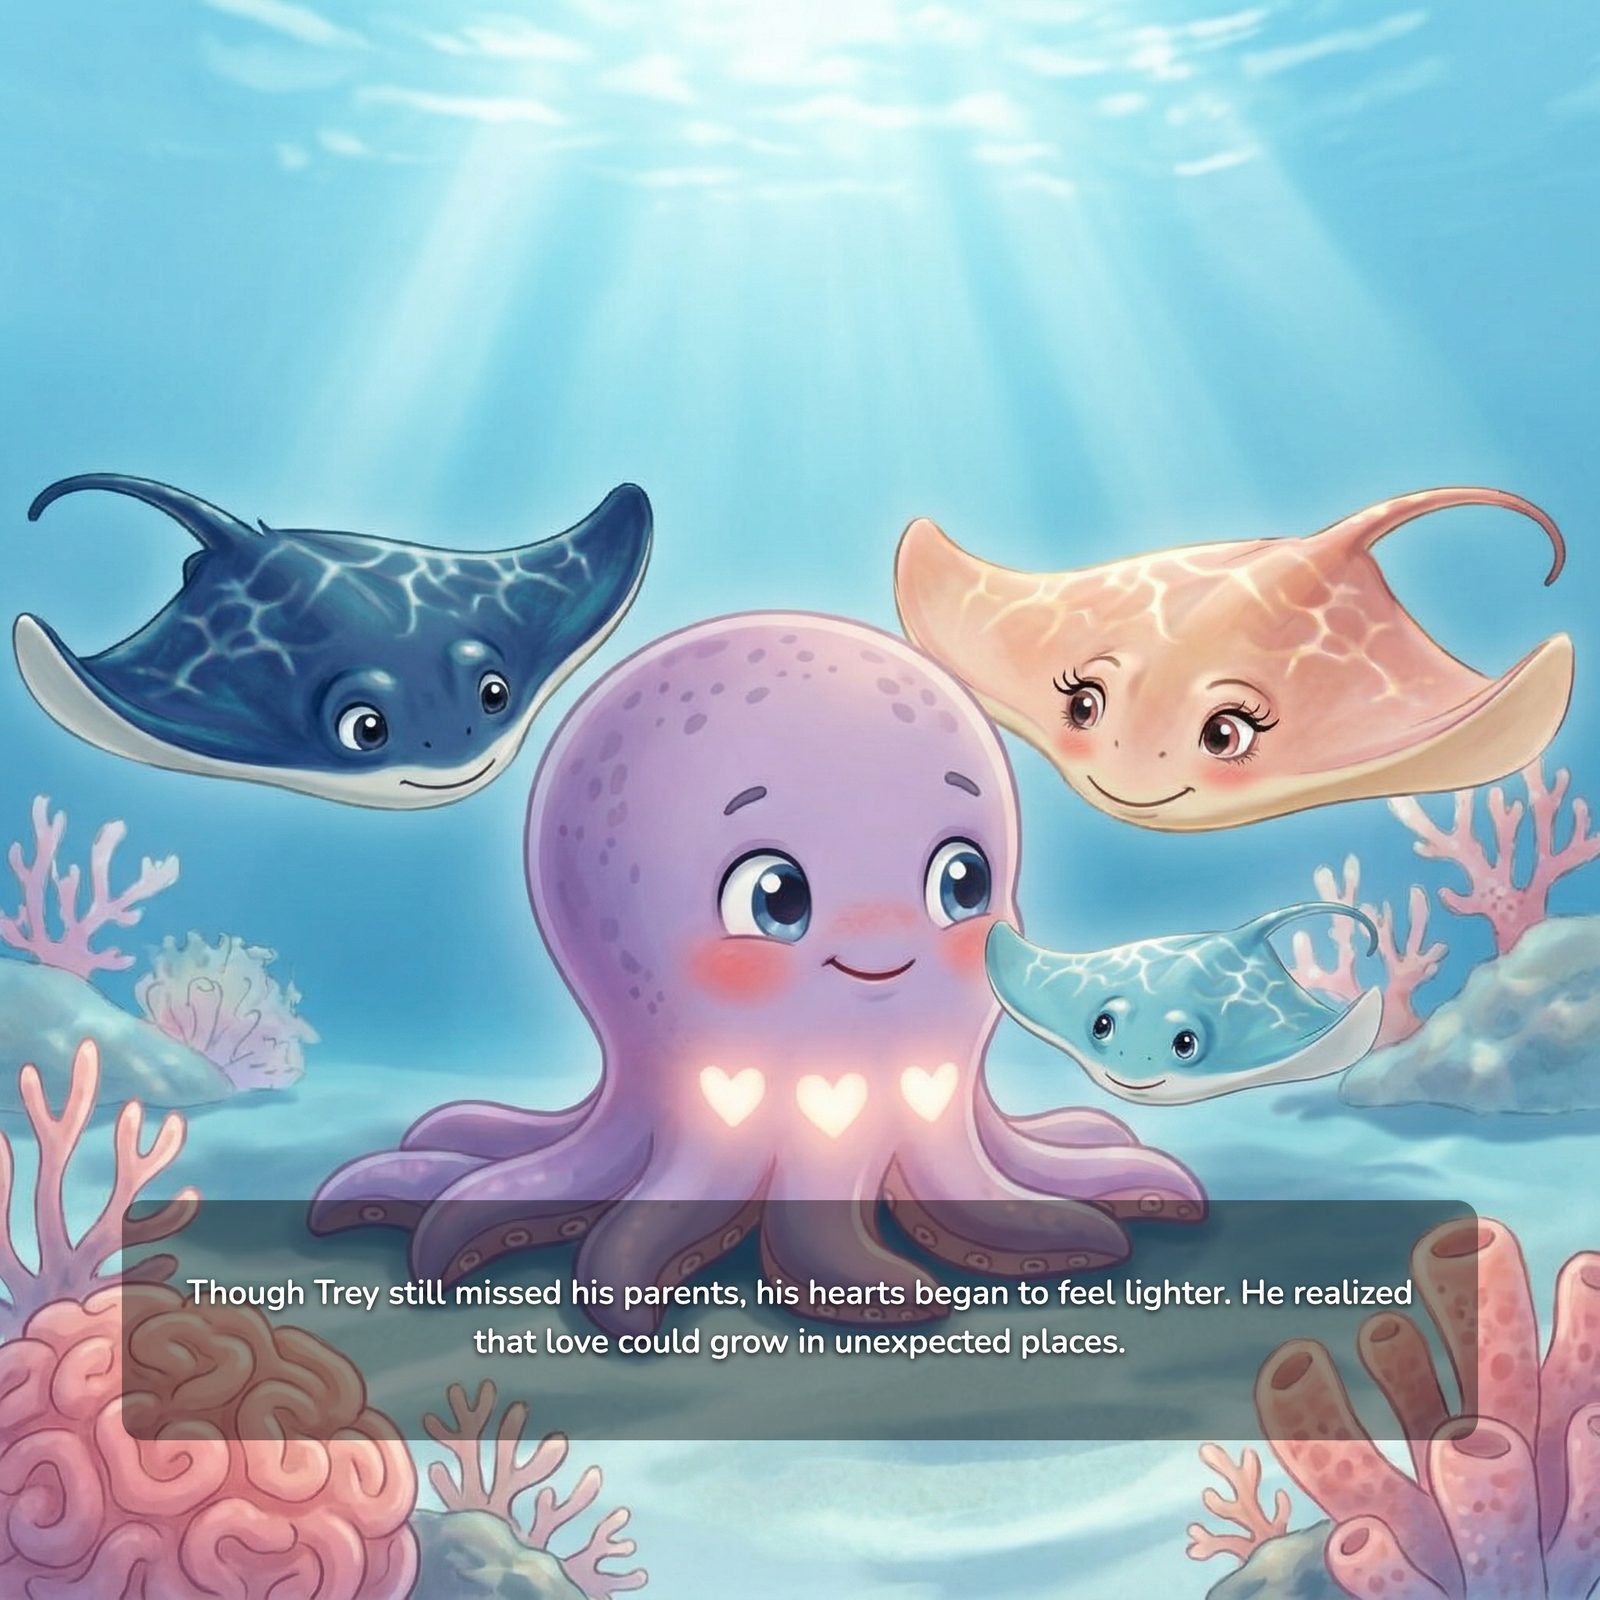 Though Trey still missed his parents, his hearts began to feel lighter. He realized
that love could grow in unexpected places.